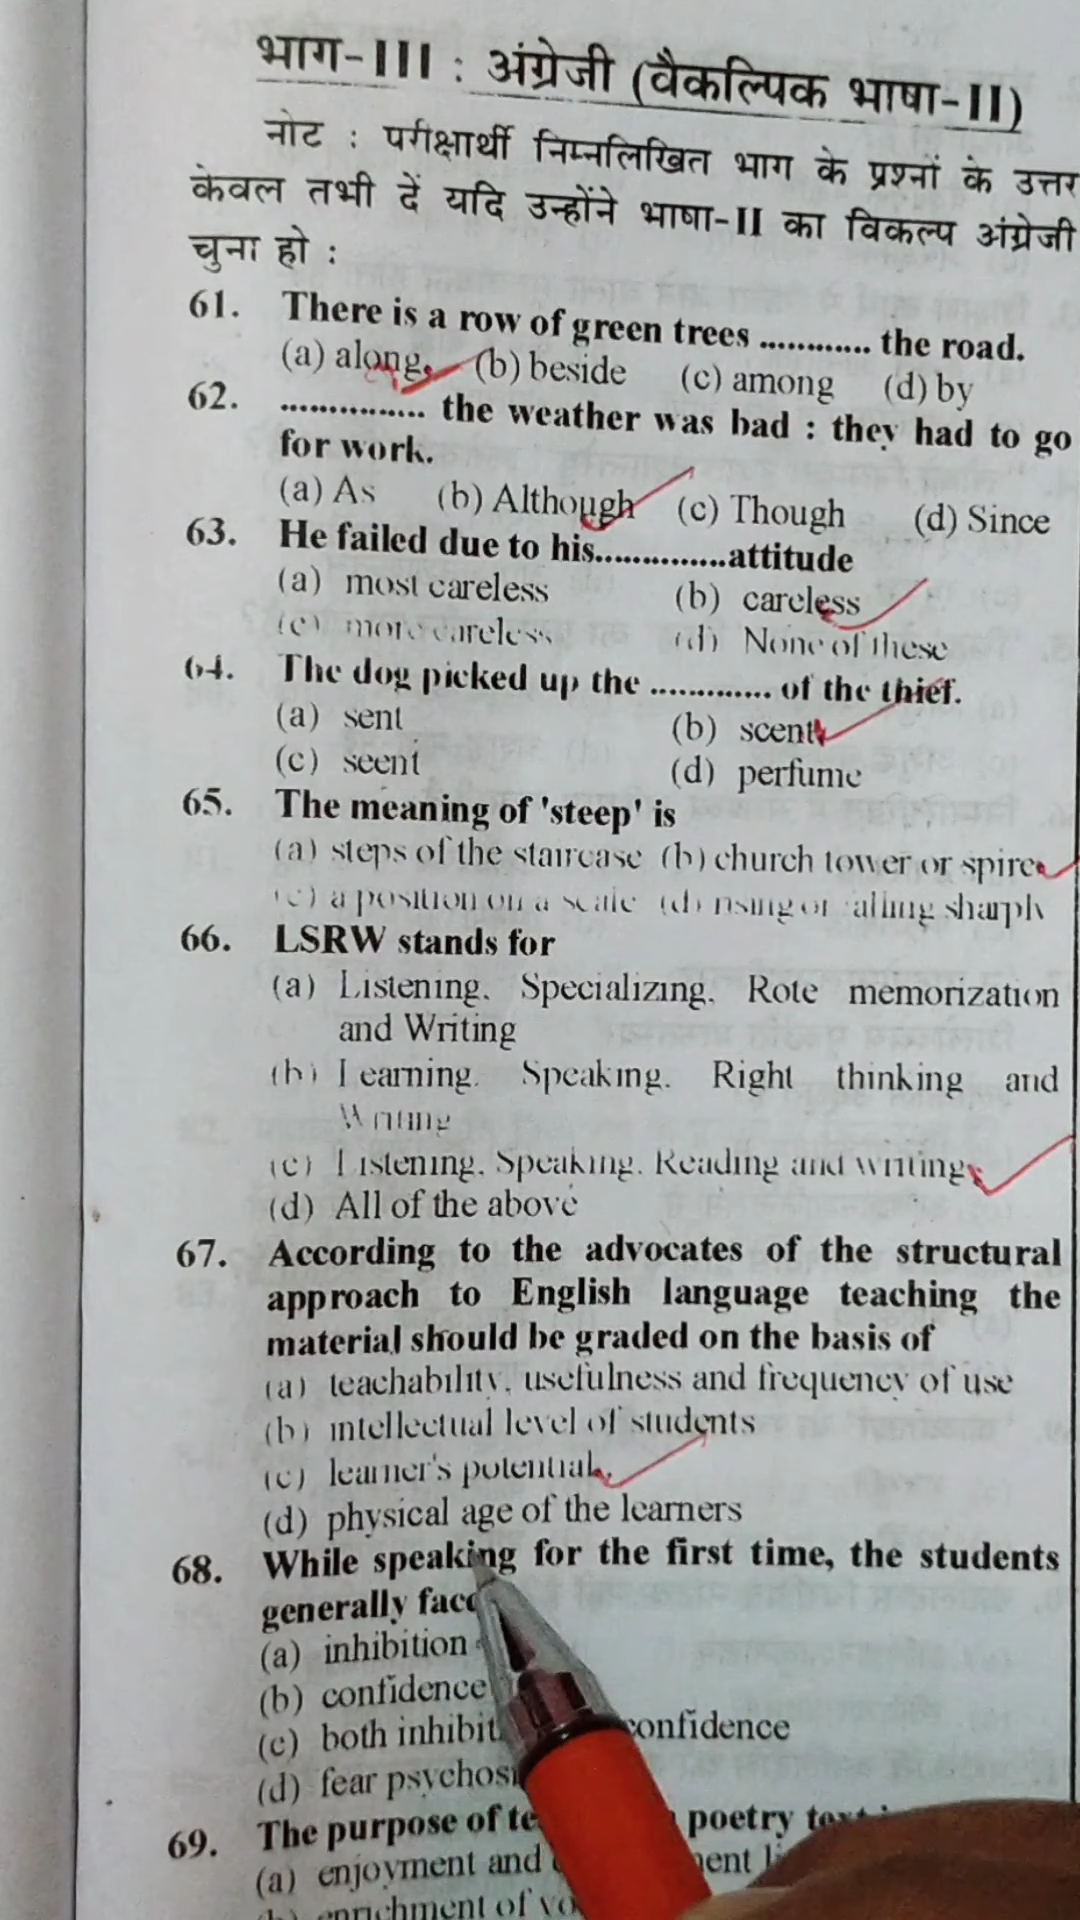 भाग-III : अंग्रेजी (वैकल्पिक भाषा-II)
नोट : परीक्षार्थी निम्नलिखित भाग के प्रश्नों के उत्तर
केवल तभी दें यदि उन्होंने भाषा-II का विकल्प अंग्रेजी
चुना हो :
61. There is a row of green trees ............ the road.
(a) along (b) beside (c) among (d) by
62. ............... the weather was bad : they had to go
for work.
(a) As (b) Although (c) Though (d) Since
63. He failed due to his..............attitude
(a) most careless (b) careless
(c) more careless (d) None of these
64. The dog picked up the ............. of the thief.
(a) sent (b) scent
(c) seent (d) perfume
65. The meaning of 'steep' is
(a) steps of the staircase (b) church tower or spire
(c) a position on a scale (d) rising or falling sharply
66. LSRW stands for
(a) Listening, Specializing, Rote memorization
and Writing
(b) Learning, Speaking, Right thinking and
Writing
(c) Listening, Speaking, Reading and writing
(d) All of the above
67. According to the advocates of the structural
approach to English language teaching the
material should be graded on the basis of
(a) teachability, usefulness and frequency of use
(b) intellectual level of students
(c) learner's potential
(d) physical age of the learners
68. While speaking for the first time, the students
generally face
(a) inhibition
(b) confidence
(c) both confidence
(d) fear
69. The purpose of poetry
(a) enjoyment and
enrichment of